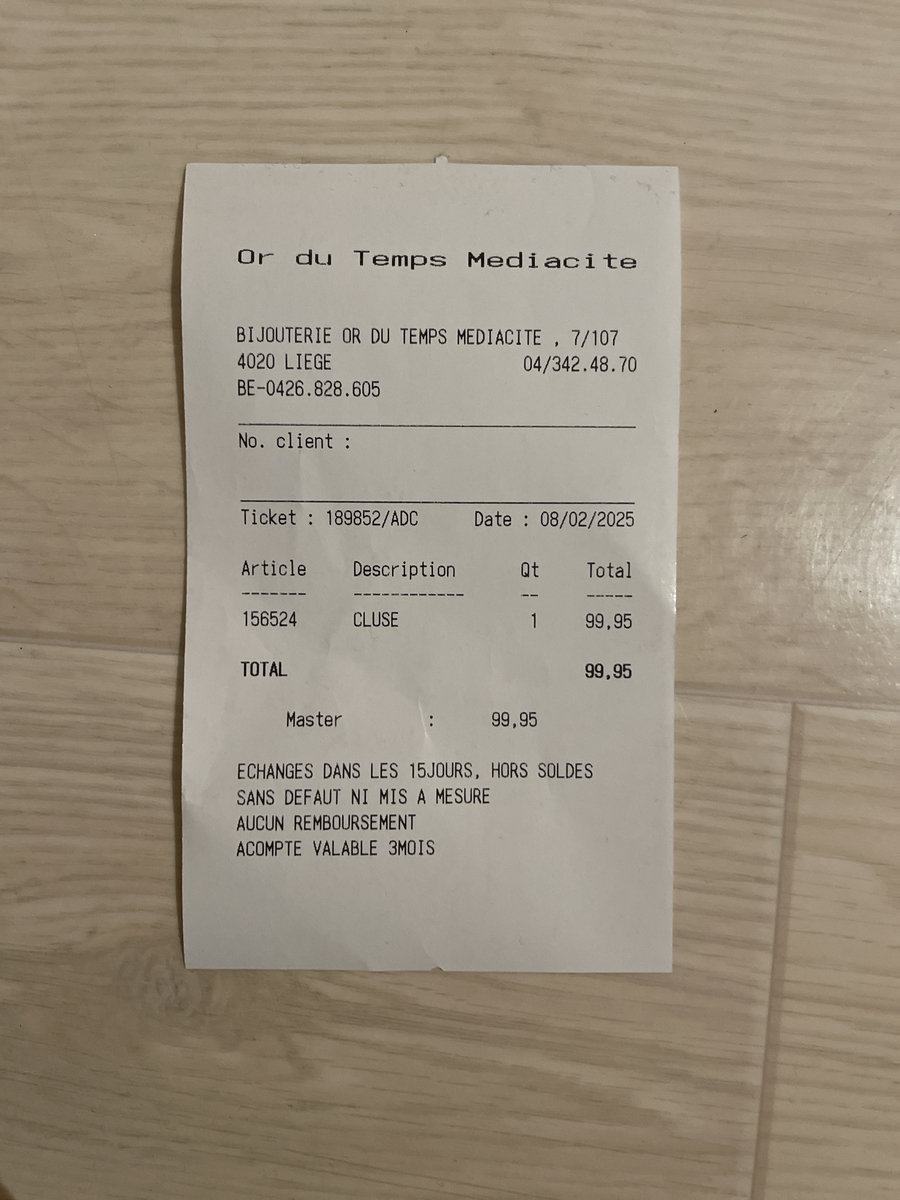 Or du Temps Mediacite
BIJOUTERIE OR DU TEMPS MEDIACITE , 7/107
4020 LIEGE 04/342.48.70
BE-0426.828.605
No. client :
Ticket : 189852/ADC Date : 08/02/2025
Article Description Qt Total
------- ------------ -- -----
156524 CLUSE 1 99,95
TOTAL 99,95
Master : 99,95
ECHANGES DANS LES 15JOURS, HORS SOLDES
SANS DEFAUT NI MIS A MESURE
AUCUN REMBOURSEMENT
ACOMPTE VALABLE 3MOIS